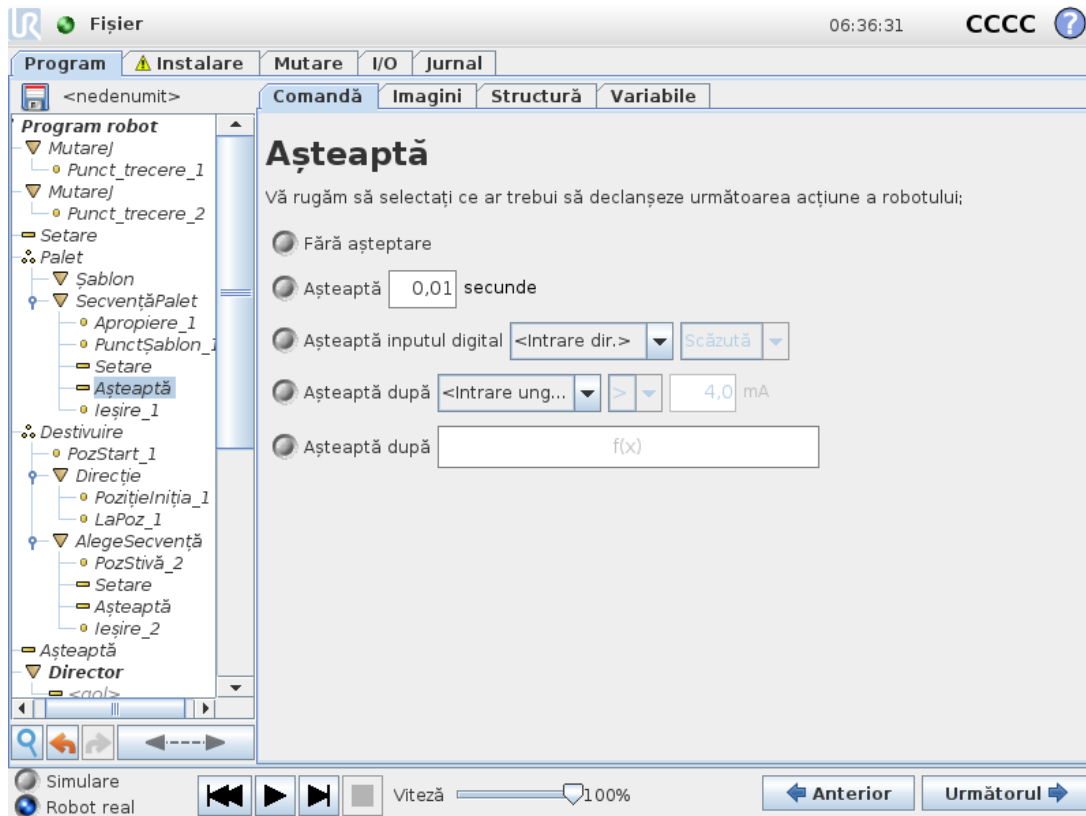 UR Fișier 06:36:31 CCCC ?
Program Instalare Mutare I/O Jurnal
<nedenumit> Comandă Imagini Structură Variabile
Program robot
MutareJ
Punct_trecere_1
MutareJ
Punct_trecere_2
Setare
Palet
Șablon
SecvențăPalet
Apropiere_1
PunctȘablon_1
Setare
Așteaptă
Ieșire_1
Destivuire
PozStart_1
Direcție
PozițieIniția_1
LaPoz_1
AlegeSecvență
PozStivă_2
Setare
Așteaptă
Ieșire_2
Așteaptă
Director
<gol>
Așteaptă
Vă rugăm să selectați ce ar trebui să declanșeze următoarea acțiune a robotului;
Fără așteptare
Așteaptă 0,01 secunde
Așteaptă inputul digital <Intrare dir.> Scăzută
Așteaptă după <Intrare ung... > 4,0 mA
Așteaptă după f(x)
Simulare
Robot real
Viteză 100%
Anterior Următorul